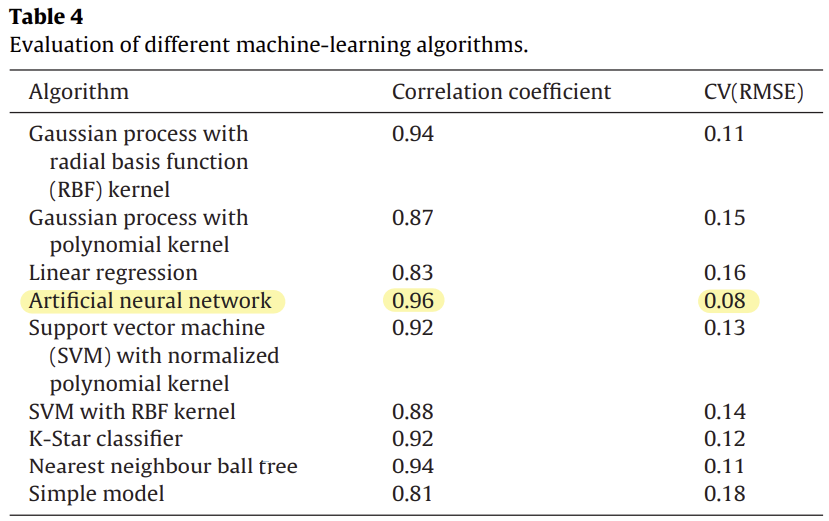 Table 4
Evaluation of different machine-learning algorithms.
Algorithm Correlation coefficient CV(RMSE)
Gaussian process with 0.94 0.11
radial basis function
(RBF) kernel
Gaussian process with 0.87 0.15
polynomial kernel
Linear regression 0.83 0.16
Artificial neural network 0.96 0.08
Support vector machine 0.92 0.13
(SVM) with normalized
polynomial kernel
SVM with RBF kernel 0.88 0.14
K-Star classifier 0.92 0.12
Nearest neighbour ball tree 0.94 0.11
Simple model 0.81 0.18